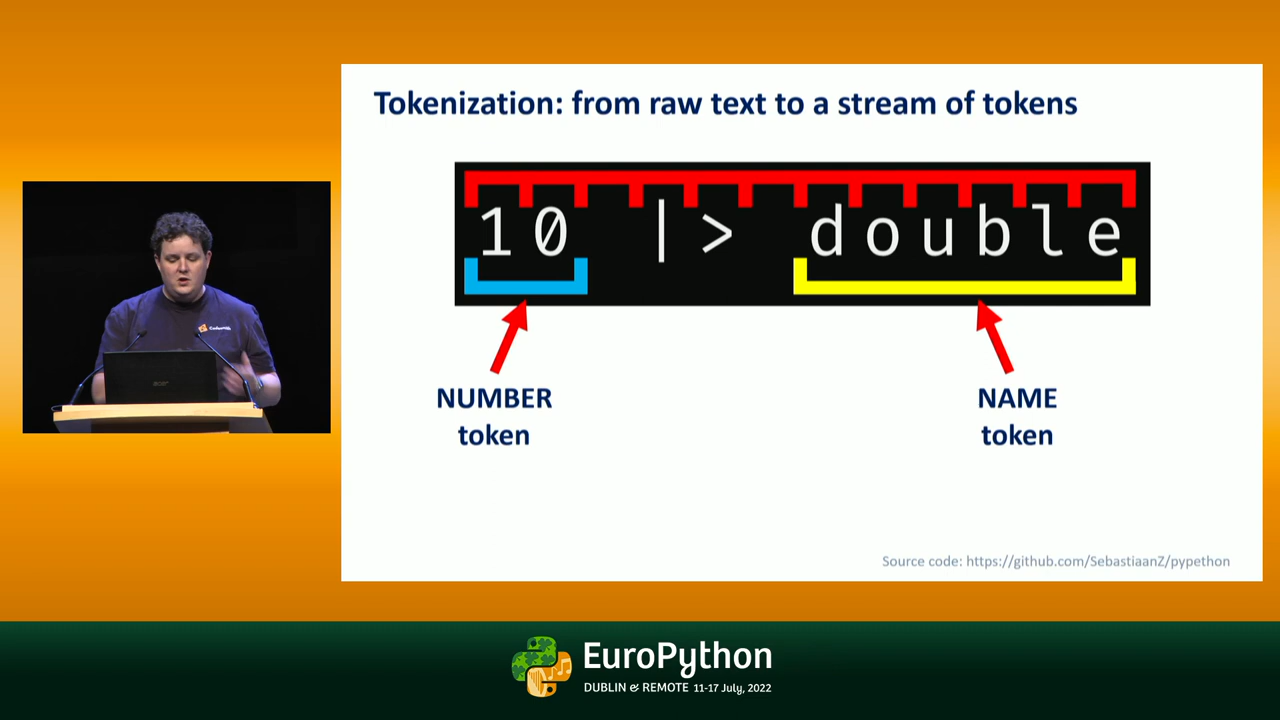 Tokenization: from raw text to a stream of tokens
10 |> double
NUMBER
token
NAME
token
Source code: https://github.com/SebastiaanZ/pypethon
EuroPython
DUBLIN & REMOTE 11-17 July, 2022